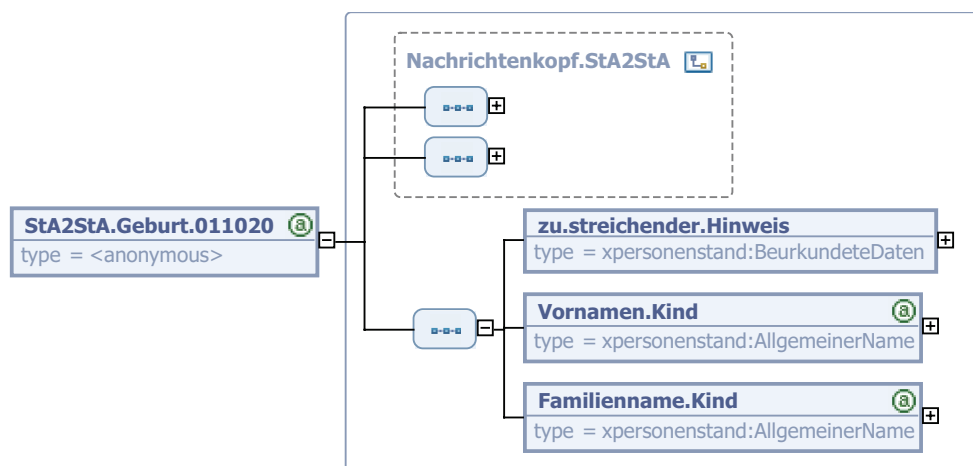 Nachrichtenkopf.StA2StA
StA2StA.Geburt.011020
type = <anonymous>
zu.streichender.Hinweis
type = xpersonenstand:BeurkundeteDaten
Vornamen.Kind
type = xpersonenstand:AllgemeinerName
Familienname.Kind
type = xpersonenstand:AllgemeinerName